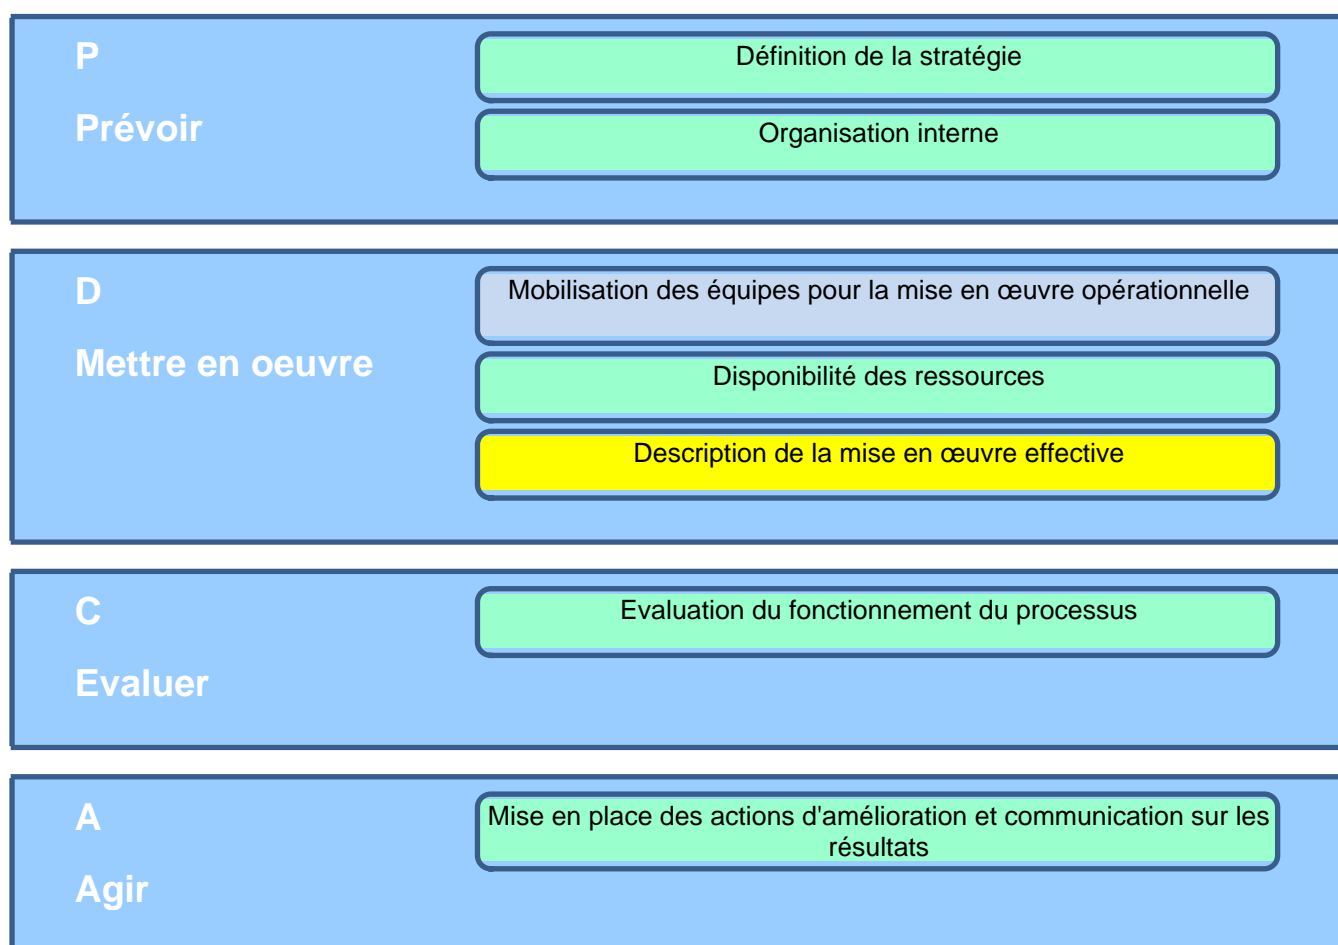 P
Prévoir
Définition de la stratégie
Organisation interne
D
Mettre en oeuvre
Mobilisation des équipes pour la mise en œuvre opérationnelle
Disponibilité des ressources
Description de la mise en œuvre effective
C
Evaluer
Evaluation du fonctionnement du processus
A
Agir
Mise en place des actions d'amélioration et communication sur les
résultats